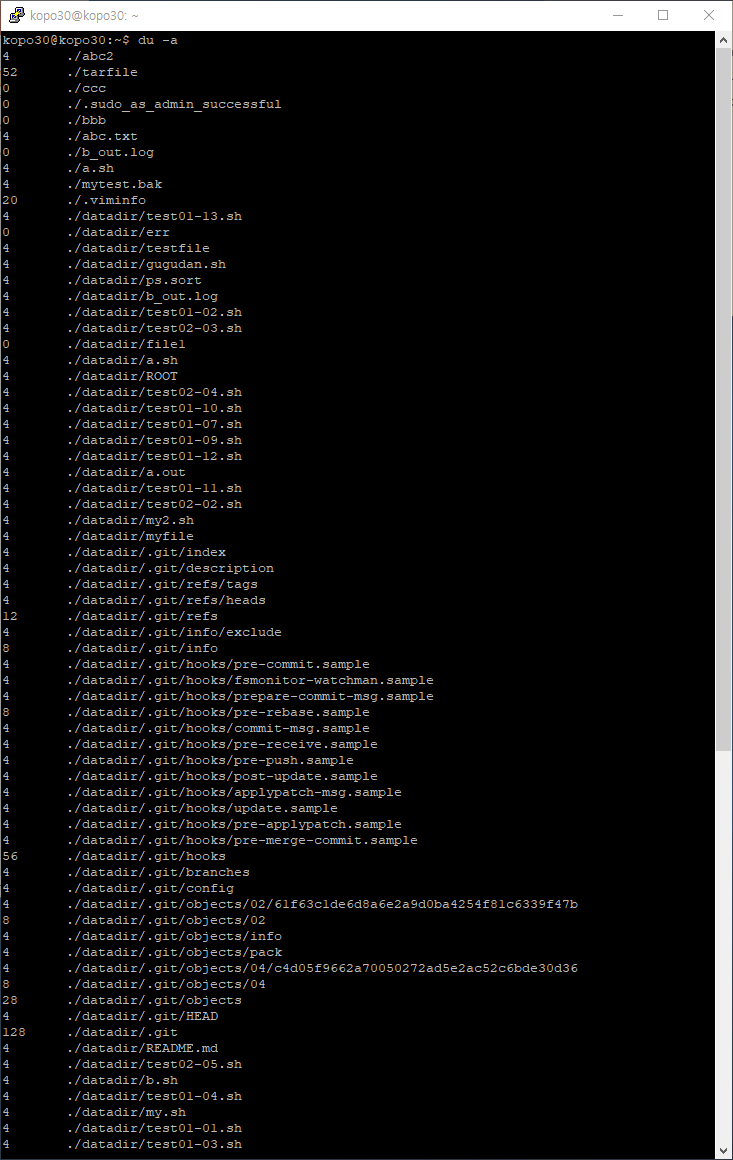 kopo30@kopo30: ~
kopo30@kopo30:~$ du -a
4 ./abc2
52 ./tarfile
0 ./ccc
0 ./.sudo_as_admin_successful
0 ./bbb
4 ./abc.txt
0 ./b_out.log
4 ./a.sh
4 ./mytest.bak
20 ./.viminfo
4 ./datadir/test01-13.sh
0 ./datadir/err
4 ./datadir/testfile
4 ./datadir/gugudan.sh
4 ./datadir/ps.sort
4 ./datadir/b_out.log
4 ./datadir/test01-02.sh
4 ./datadir/test02-03.sh
0 ./datadir/file1
4 ./datadir/a.sh
4 ./datadir/ROOT
4 ./datadir/test02-04.sh
4 ./datadir/test01-10.sh
4 ./datadir/test01-07.sh
4 ./datadir/test01-09.sh
4 ./datadir/test01-12.sh
4 ./datadir/a.out
4 ./datadir/test01-11.sh
4 ./datadir/test02-02.sh
4 ./datadir/my2.sh
4 ./datadir/myfile
4 ./datadir/.git/index
4 ./datadir/.git/description
4 ./datadir/.git/refs/tags
4 ./datadir/.git/refs/heads
12 ./datadir/.git/refs
4 ./datadir/.git/info/exclude
8 ./datadir/.git/info
4 ./datadir/.git/hooks/pre-commit.sample
4 ./datadir/.git/hooks/fsmonitor-watchman.sample
4 ./datadir/.git/hooks/prepare-commit-msg.sample
8 ./datadir/.git/hooks/pre-rebase.sample
4 ./datadir/.git/hooks/commit-msg.sample
4 ./datadir/.git/hooks/pre-receive.sample
4 ./datadir/.git/hooks/pre-push.sample
4 ./datadir/.git/hooks/post-update.sample
4 ./datadir/.git/hooks/applypatch-msg.sample
4 ./datadir/.git/hooks/update.sample
4 ./datadir/.git/hooks/pre-applypatch.sample
4 ./datadir/.git/hooks/pre-merge-commit.sample
56 ./datadir/.git/hooks
4 ./datadir/.git/branches
4 ./datadir/.git/config
4 ./datadir/.git/objects/02/61f63c1de6d8a6e2a9d0ba4254f81c6339f47b
8 ./datadir/.git/objects/02
4 ./datadir/.git/objects/info
4 ./datadir/.git/objects/pack
4 ./datadir/.git/objects/04/c4d05f9662a70050272ad5e2ac52c6bde30d36
8 ./datadir/.git/objects/04
28 ./datadir/.git/objects
4 ./datadir/.git/HEAD
128 ./datadir/.git
4 ./datadir/README.md
4 ./datadir/test02-05.sh
4 ./datadir/b.sh
4 ./datadir/test01-04.sh
4 ./datadir/my.sh
4 ./datadir/test01-01.sh
4 ./datadir/test01-03.sh